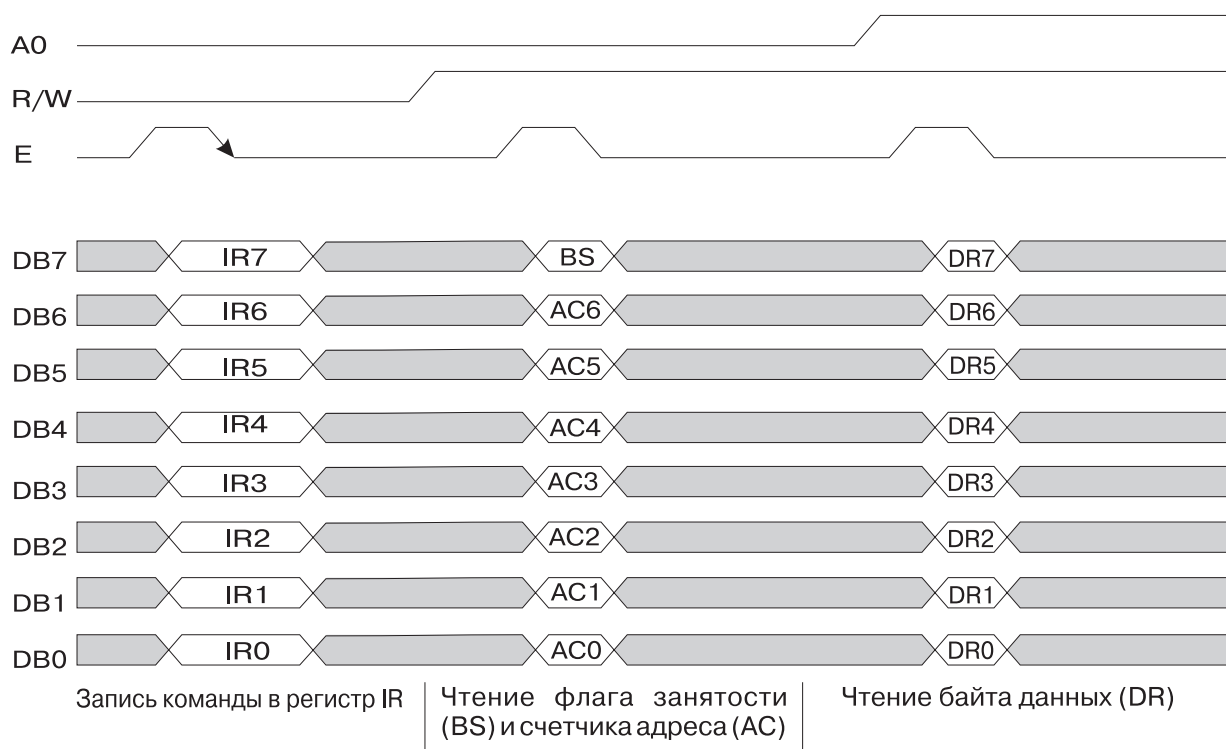 A0
R/W
E
DB7 IR7 BS DR7
DB6 IR6 AC6 DR6
DB5 IR5 AC5 DR5
DB4 IR4 AC4 DR4
DB3 IR3 AC3 DR3
DB2 IR2 AC2 DR2
DB1 IR1 AC1 DR1
DB0 IR0 AC0 DR0
Запись команды в регистр IR
Чтение флага занятости
(BS) и счетчика адреса (AC)
Чтение байта данных (DR)